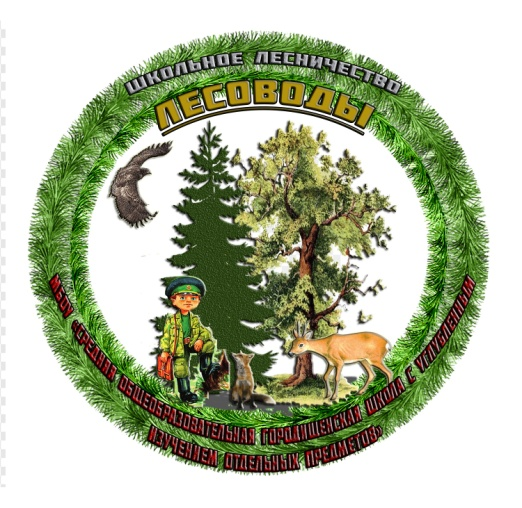 ШКОЛЬНОЕ ЛЕСНИЧЕСТВО
ЛЕСОВОДЫ
МБОУ «СРЕДНЯЯ ОБЩЕОБРАЗОВАТЕЛЬНАЯ ГОРОДИЩЕНСКАЯ ШКОЛА С УГЛУБЛЕННЫМ
ИЗУЧЕНИЕМ ОТДЕЛЬНЫХ ПРЕДМЕТОВ»